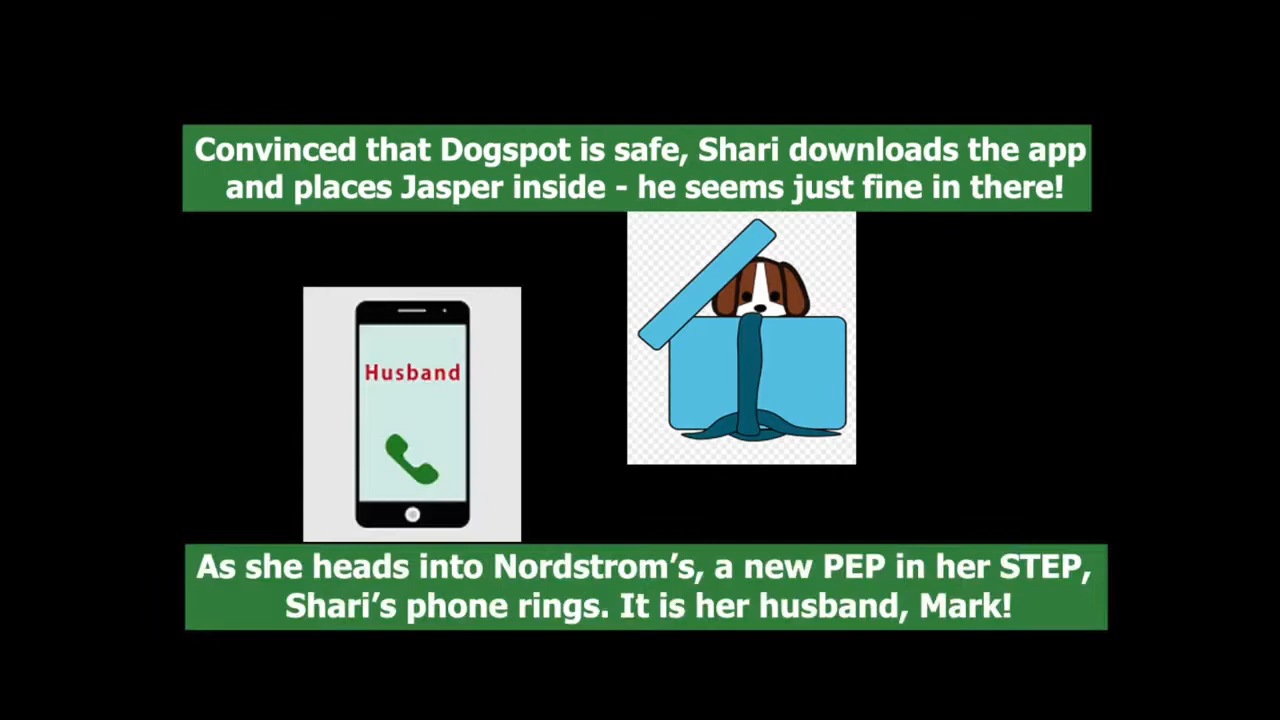 Convinced that Dogspot is safe, Shari downloads the app
and places Jasper inside - he seems just fine in there!
Husband
As she heads into Nordstrom’s, a new PEP in her STEP,
Shari’s phone rings. It is her husband, Mark!